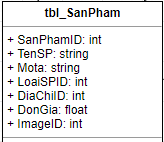 tbl_SanPham
+ SanPhamID: int
+ TenSP: string
+ Mota: string
+ LoaiSPID: int
+ DiaChiID: int
+ DonGia: float
+ ImageID: int